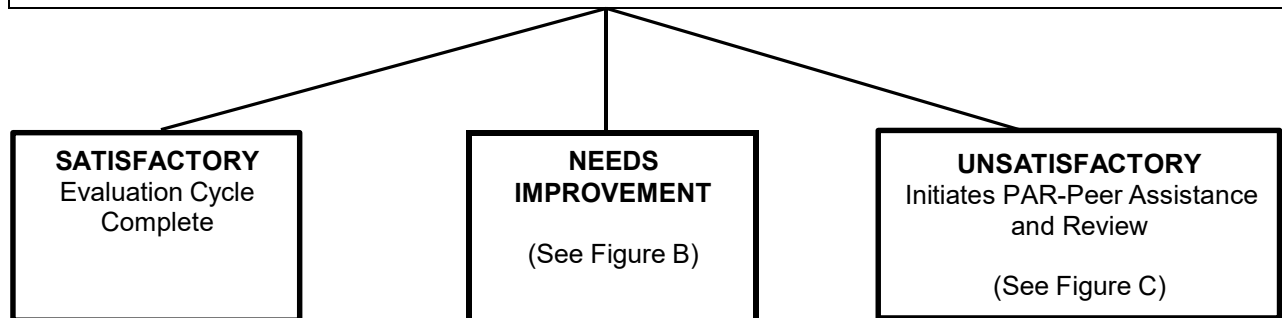 SATISFACTORY
Evaluation Cycle
Complete
NEEDS
IMPROVEMENT
(See Figure B)
UNSATISFACTORY
Initiates PAR-Peer Assistance
and Review
(See Figure C)